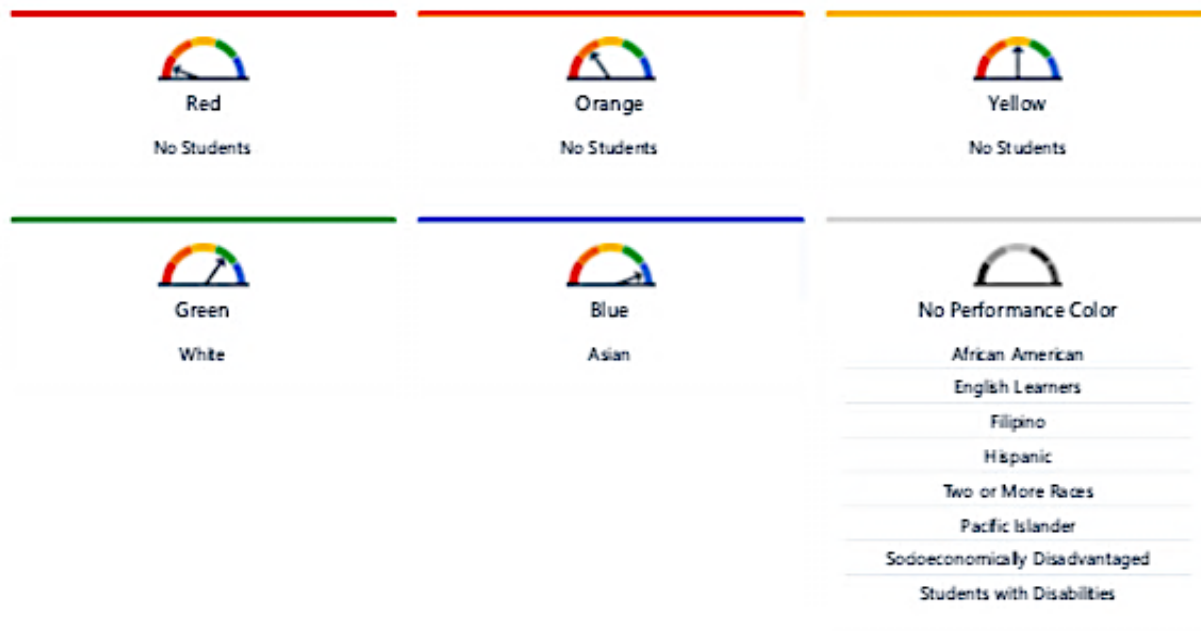 Red
No Students
Orange
No Students
Yellow
No Students
Green
White
Blue
Asian
No Performance Color
African American
English Learners
Filipino
Hispanic
Two or More Races
Pacific Islander
Socioeconomically Disadvantaged
Students with Disabilities